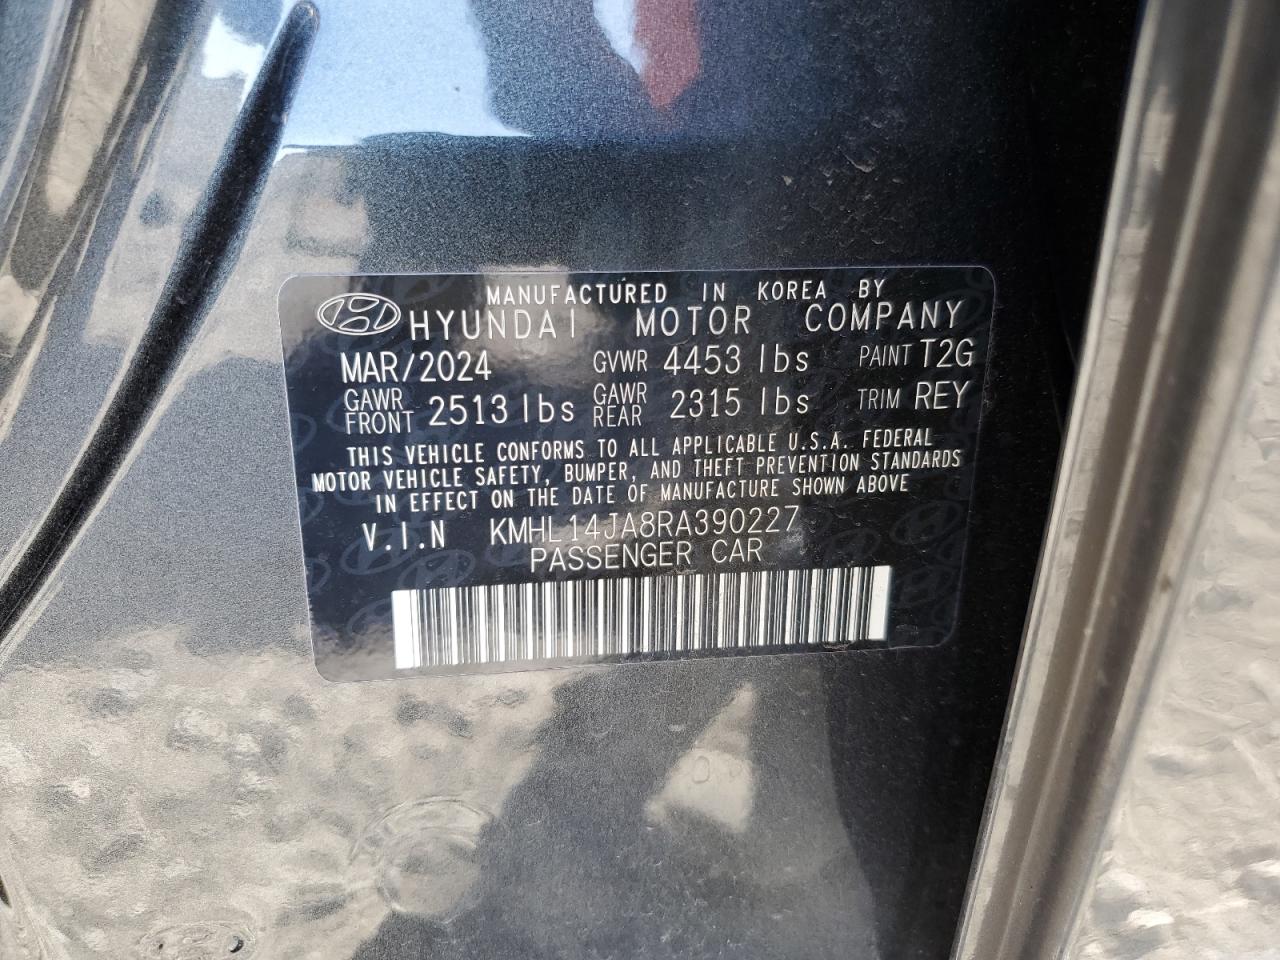 MANUFACTURED IN KOREA BY
HYUNDAI MOTOR COMPANY
MAR/2024 GVWR 4453 lbs PAINT T2G
GAWR FRONT 2513 lbs GAWR REAR 2315 lbs TRIM REY
THIS VEHICLE CONFORMS TO ALL APPLICABLE U.S.A. FEDERAL
MOTOR VEHICLE SAFETY, BUMPER, AND THEFT PREVENTION STANDARDS
IN EFFECT ON THE DATE OF MANUFACTURE SHOWN ABOVE
V.I.N KMHL14JA8RA390227
PASSENGER CAR